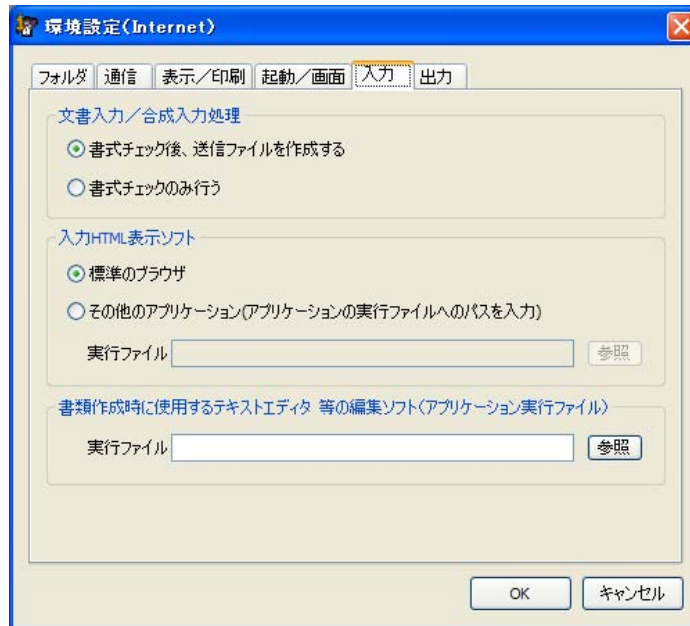 環境設定(Internet)
フォルダ 通信 表示／印刷 起動／画面 入力 出力
文書入力／合成入力処理
書式チェック後、送信ファイルを作成する
書式チェックのみ行う
入力HTML表示ソフト
標準のブラウザ
その他のアプリケーション(アプリケーションの実行ファイルへのパスを入力)
実行ファイル 参照
書類作成時に使用するテキストエディタ 等の編集ソフト(アプリケーション実行ファイル)
実行ファイル 参照
OK キャンセル